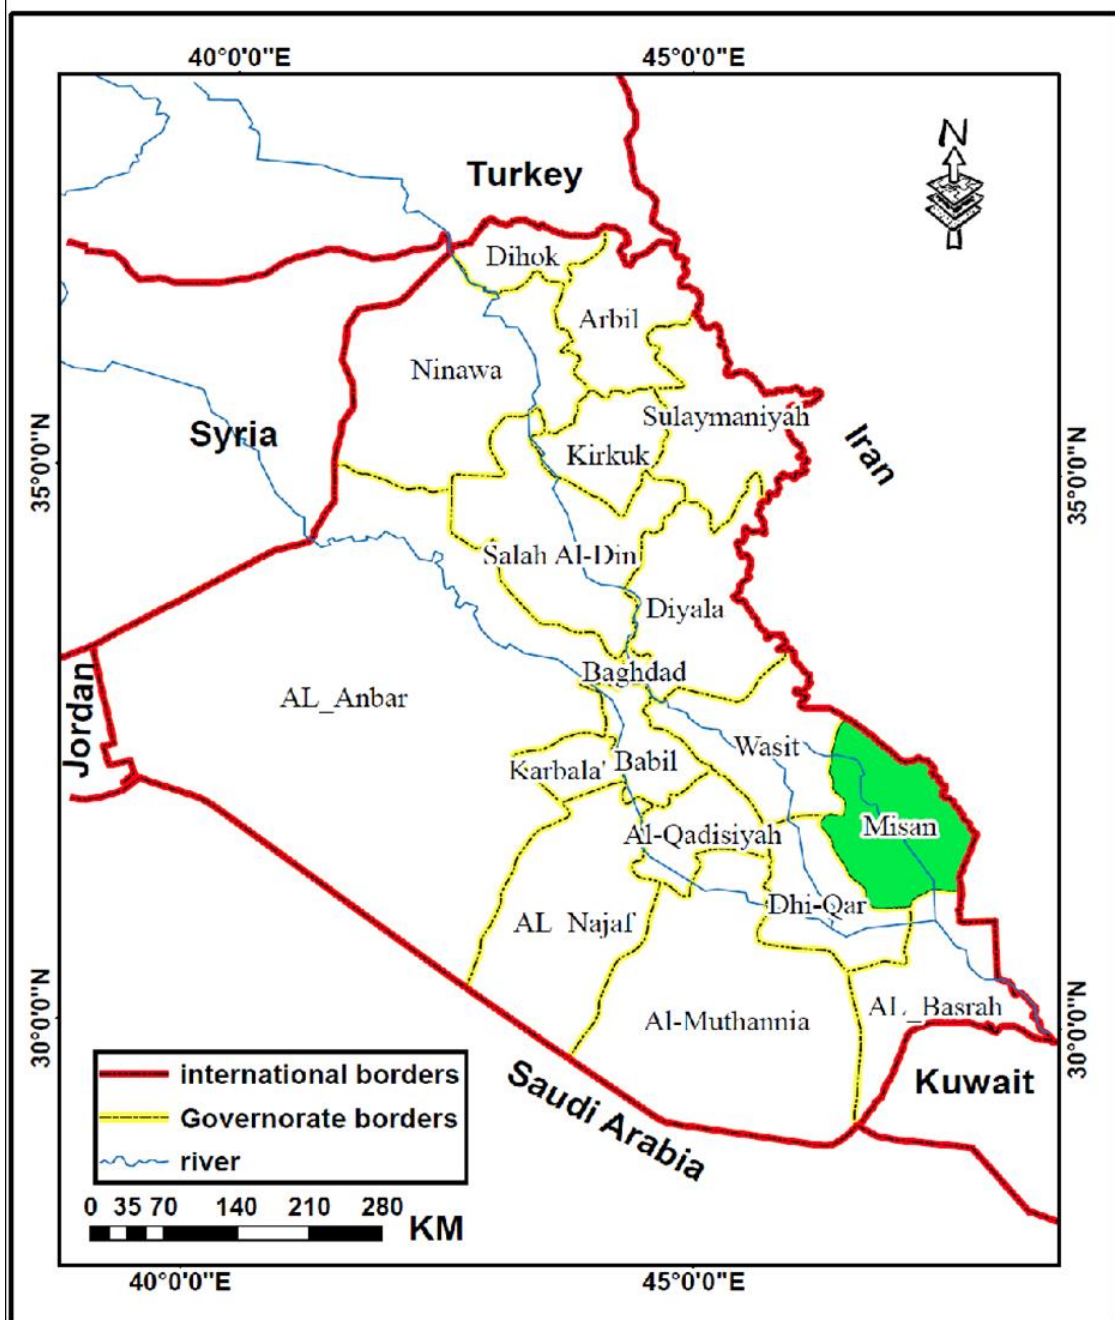 40°0'0"E 45°0'0"E
N
Turkey
Dihok
Arbil
Ninawa
Sulaymaniyah
Syria
Kirkuk
Iran
35°0'0"N
35°0'0"N
Salah Al-Din
Diyala
Baghdad
AL_Anbar
Jordan
Wasit
Babil
Karbala'
Misan
Al-Qadisiyah
Dhi-Qar
AL_Najaf
AL_Basrah
Al-Muthannia
30°0'0"N
30°0'0"N
Kuwait
Saudi Arabia
international borders
Governorate borders
river
0 35 70 140 210 280
KM
40°0'0"E 45°0'0"E